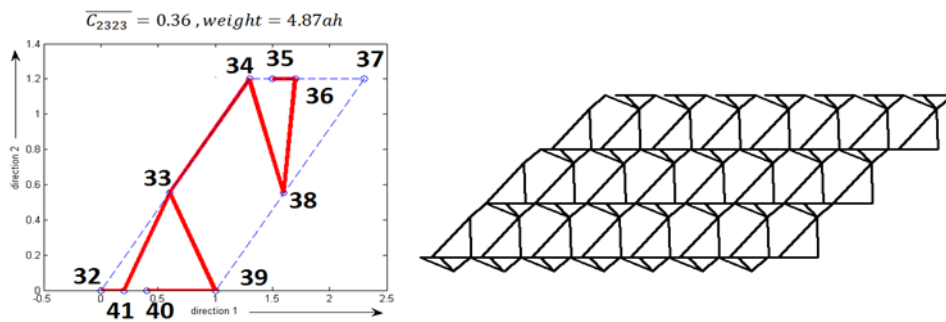 C₂₃₂₃ = 0.36 , weight = 4.87ah
1.4
34 35 37
1.2
36
1
0.8
33
0.6
38
0.4
0.2
32 39
0
41 40
-0.5 0 0.5 1 1.5 2 2.5
direction 1
direction 2